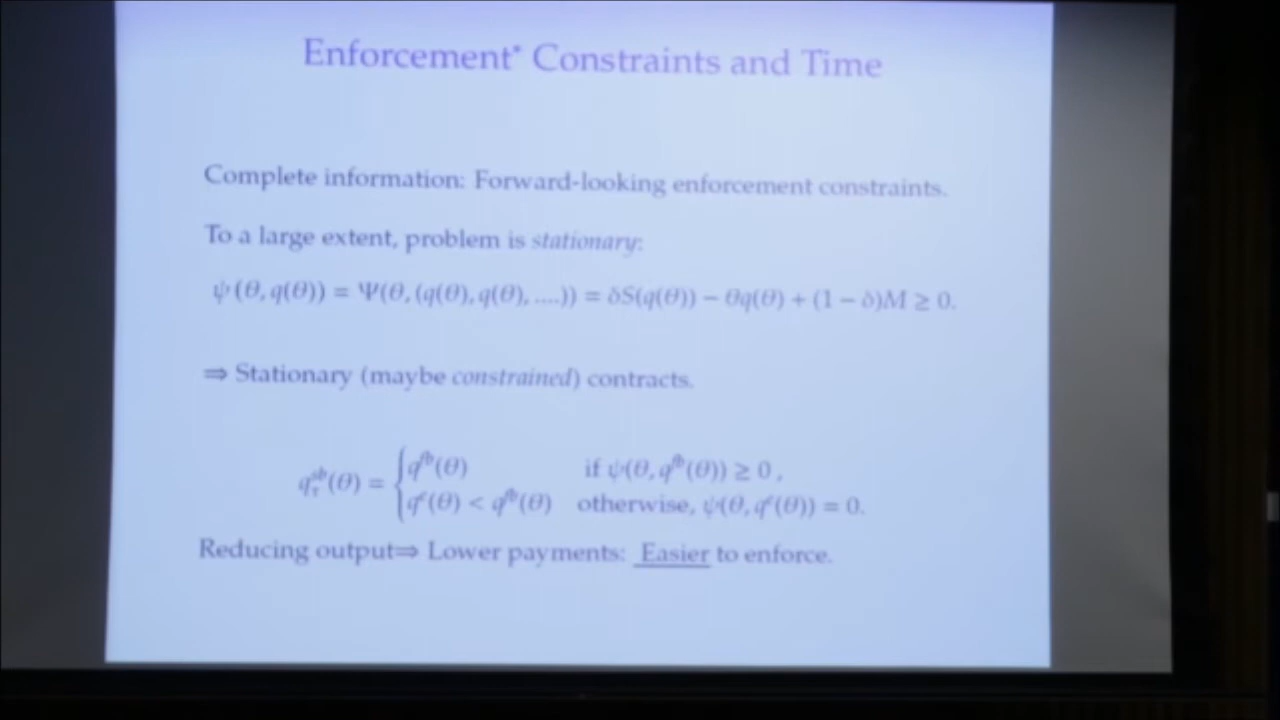 Enforcement* Constraints and Time
Complete information: Forward-looking enforcement constraints.
To a large extent, problem is stationary:
ψ(θ, q(θ)) = Ψ(θ, (q(θ), q(θ), ....)) = δS(q(θ)) − θq(θ) + (1 − δ)M ≥ 0.
⇒ Stationary (maybe constrained) contracts.
q_τ^{sb}(θ) = { q^{fb}(θ) if ψ(θ, q^{fb}(θ)) ≥ 0,
q^c(θ) < q^{fb}(θ) otherwise, ψ(θ, q^c(θ)) = 0.
Reducing output⇒ Lower payments: Easier to enforce.